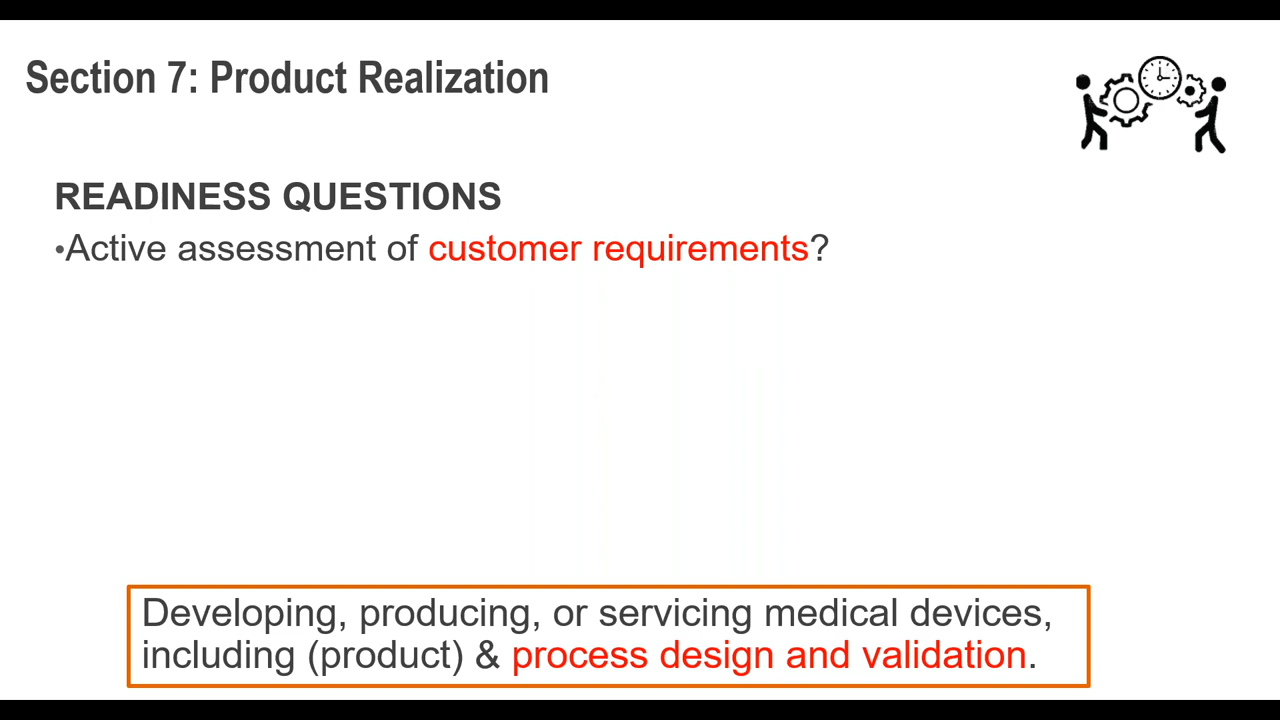 Section 7: Product Realization
READINESS QUESTIONS
•Active assessment of customer requirements?
Developing, producing, or servicing medical devices,
including (product) & process design and validation.